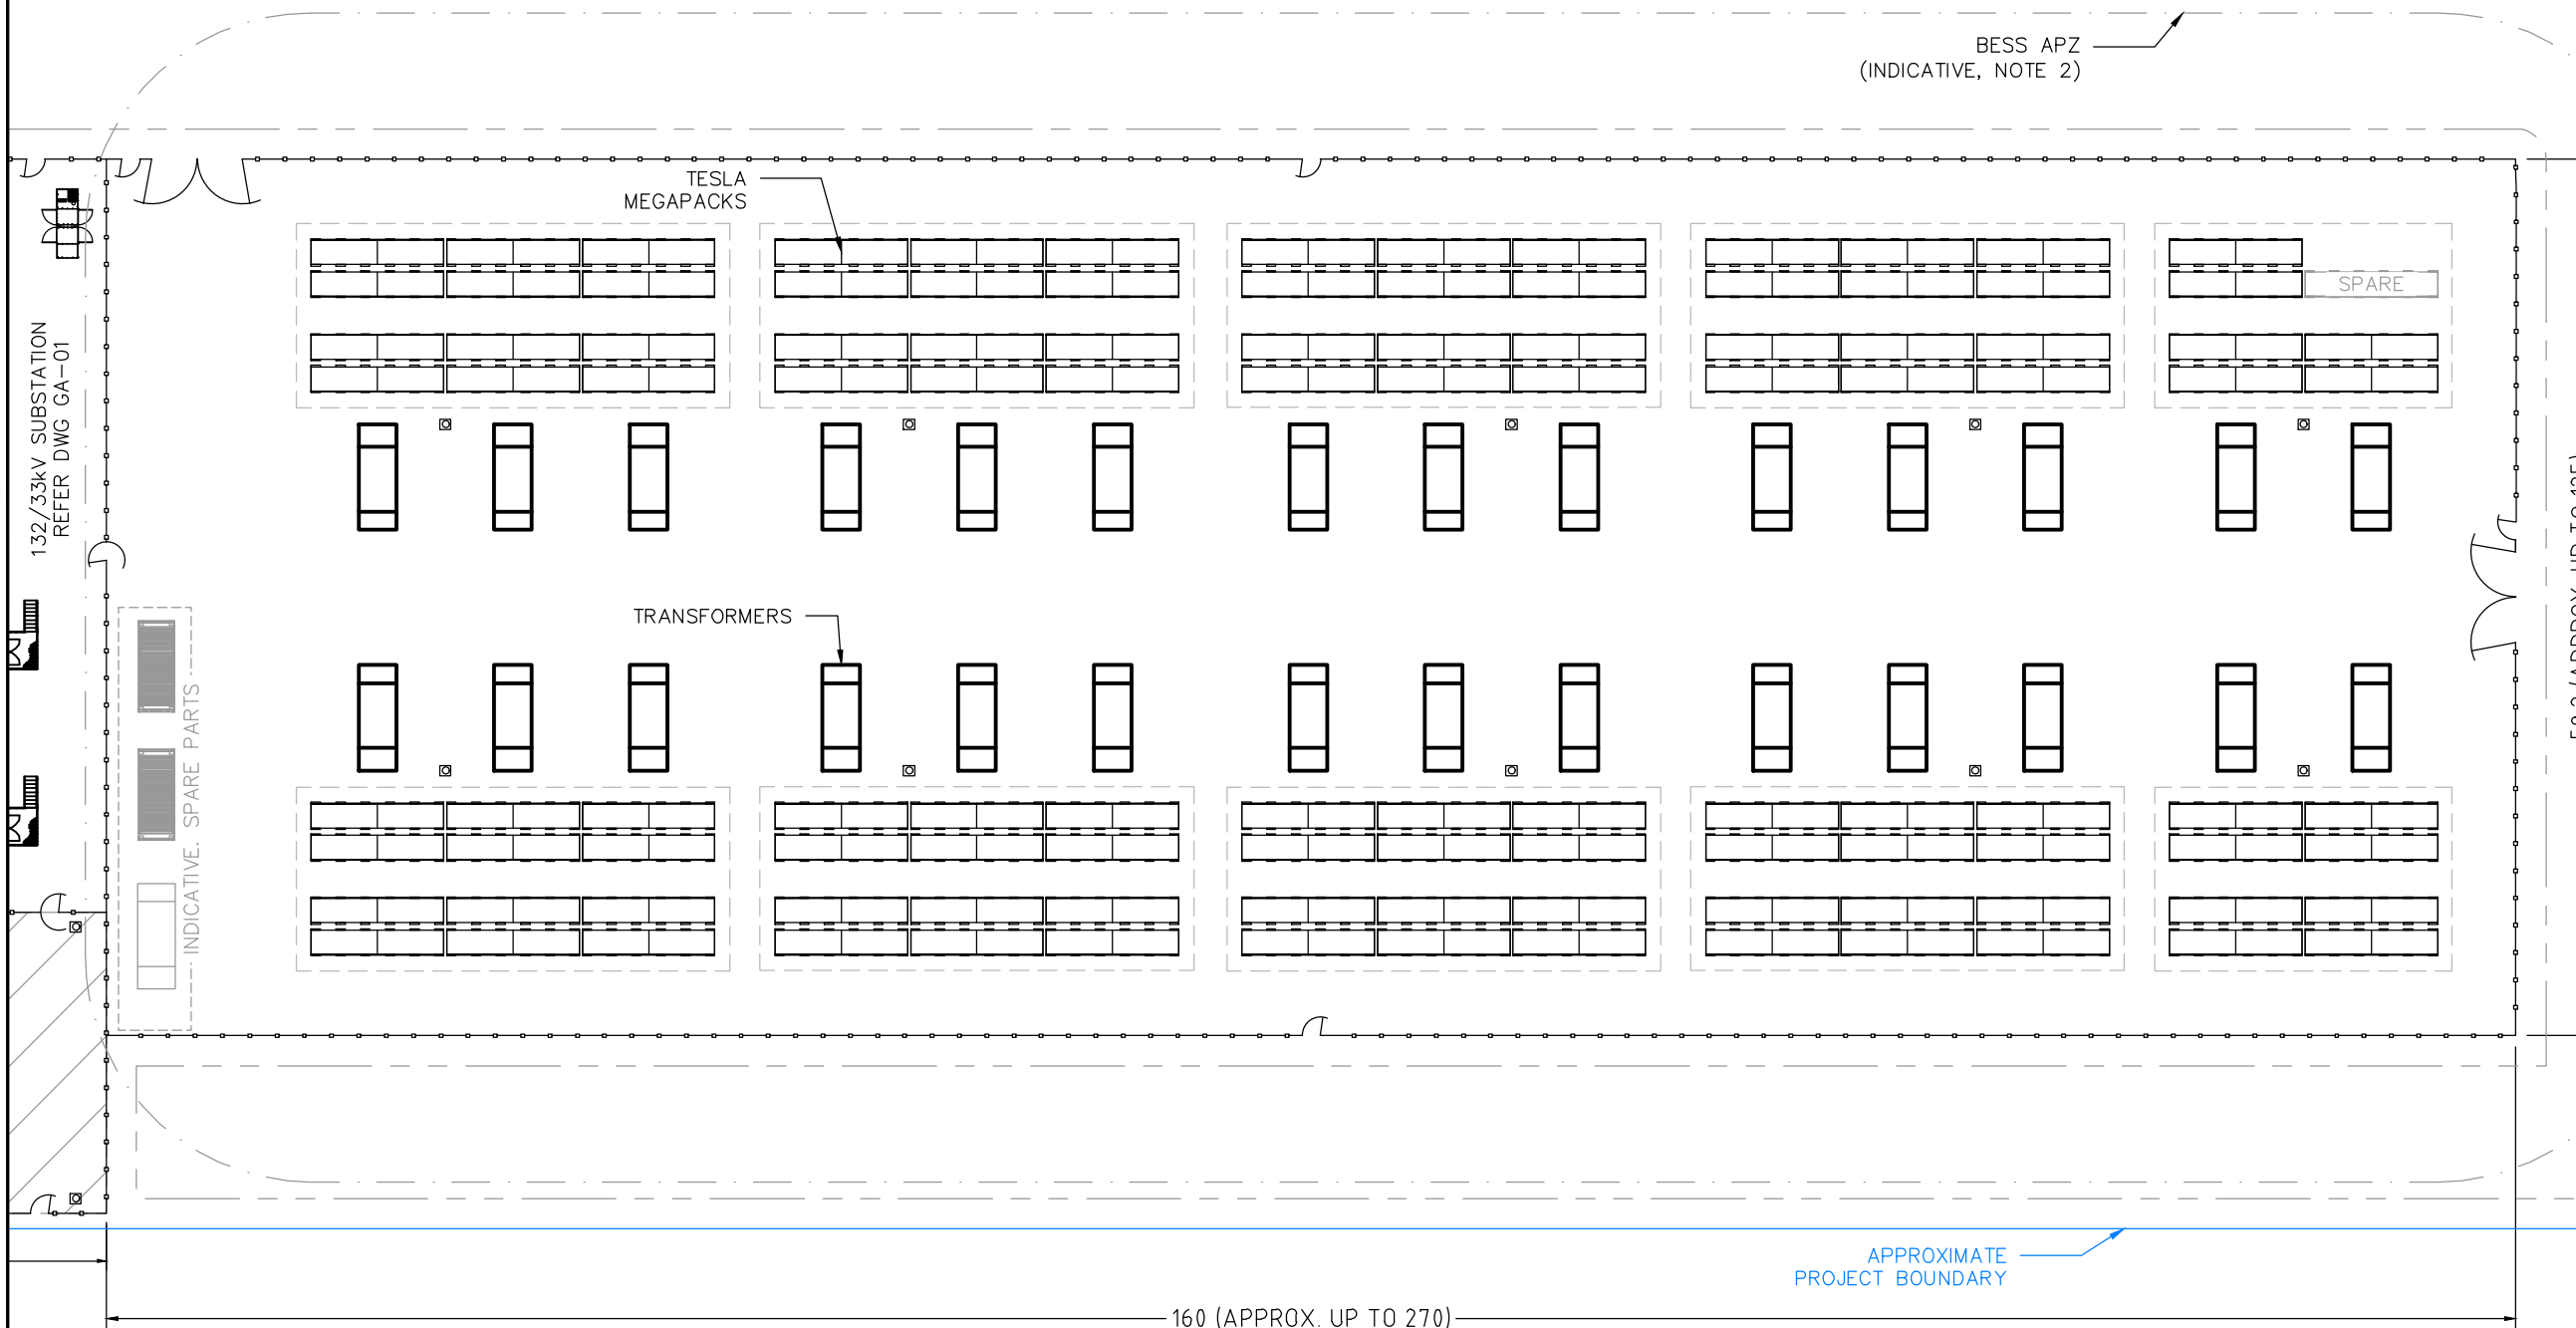 BESS APZ
(INDICATIVE, NOTE 2)
TESLA
MEGAPACKS
SPARE
132/33kV SUBSTATION
REFER DWG GA-01
TRANSFORMERS
INDICATIVE. SPARE PARTS
APPROXIMATE
PROJECT BOUNDARY
160 (APPROX. UP TO 270)